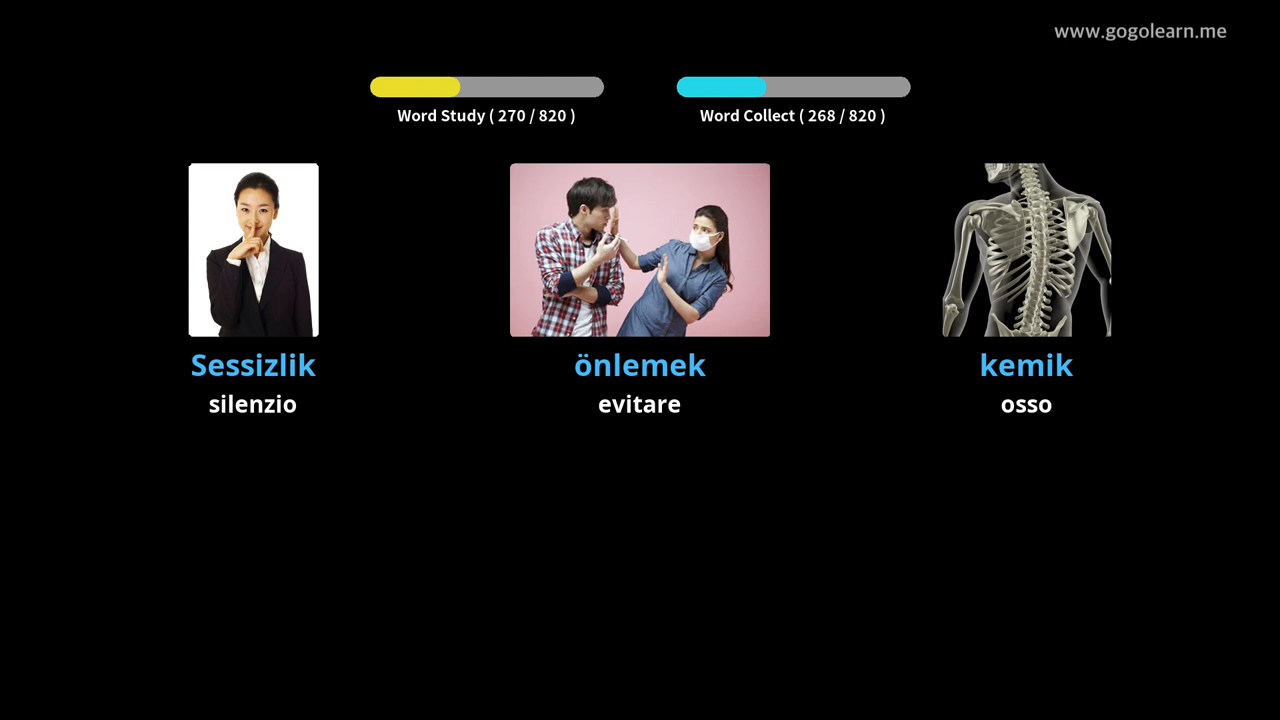 www.gogolearn.me
Word Study ( 270 / 820 )
Word Collect ( 268 / 820 )
Sessizlik
silenzio
önlemek
evitare
kemik
osso